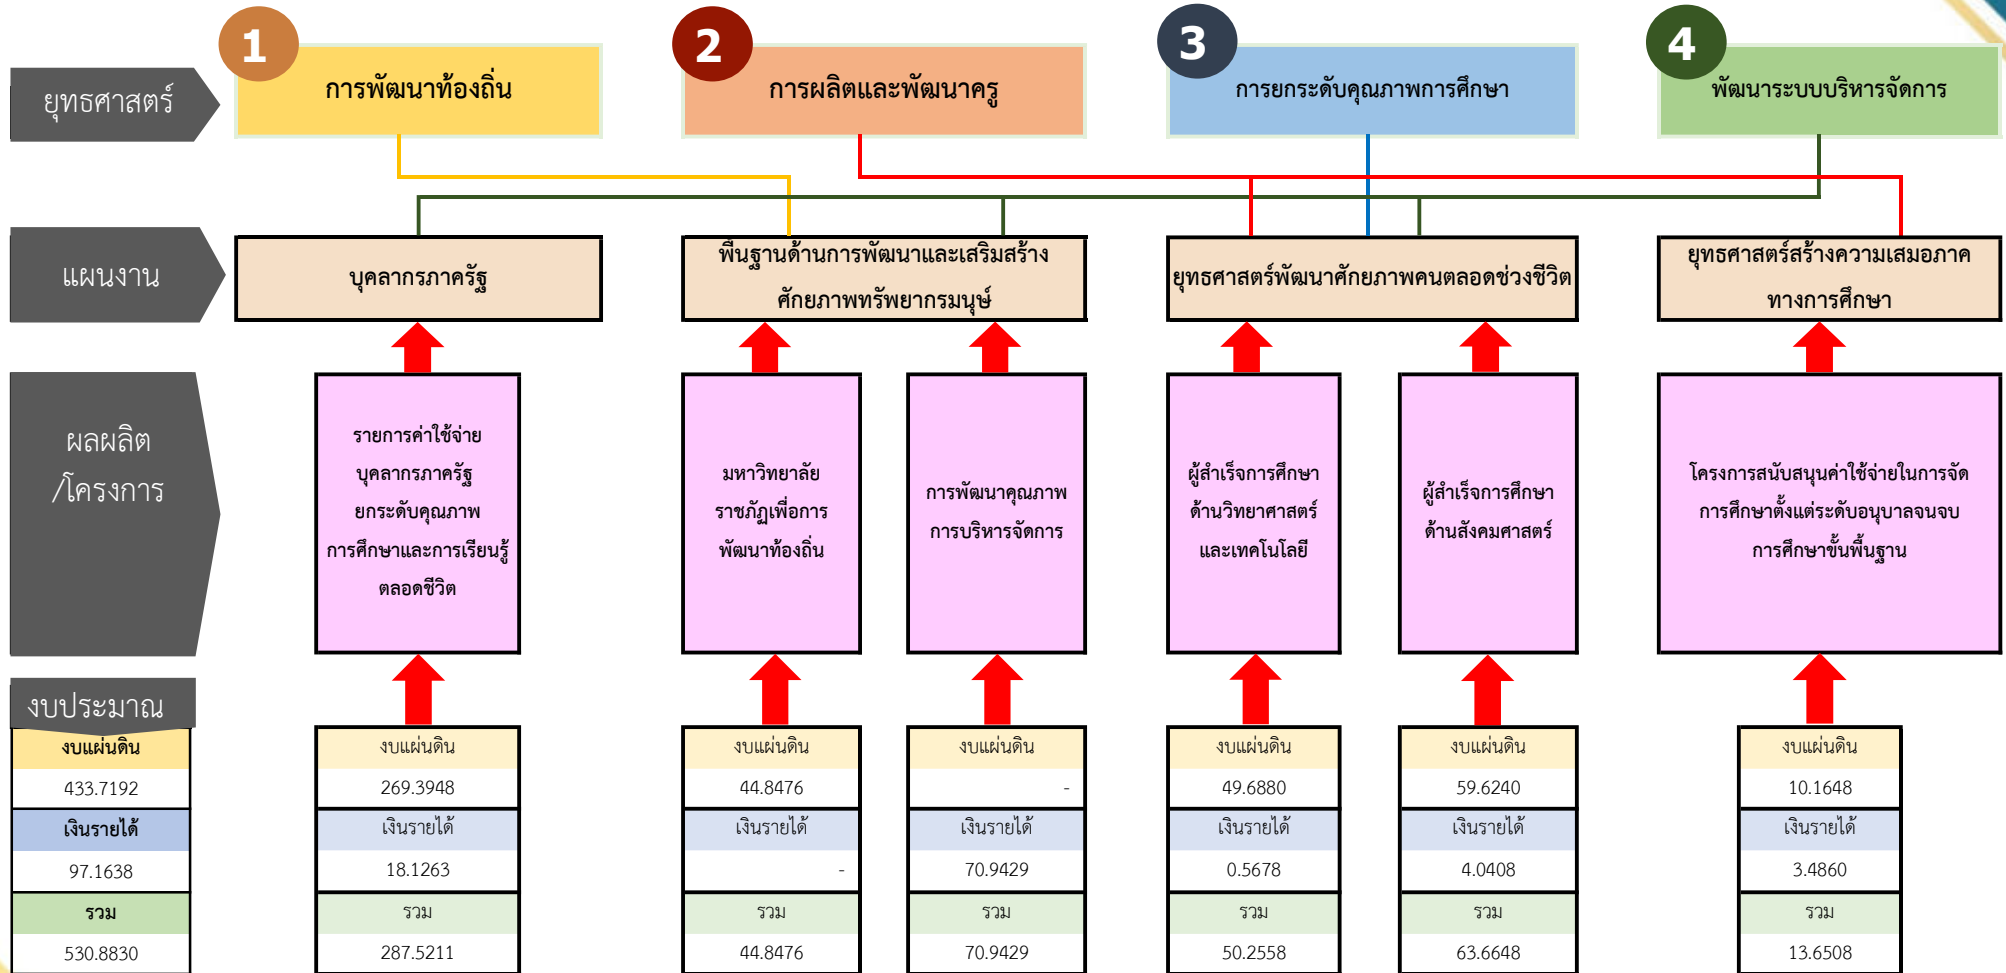 1
2
3
4
ยุทธศาสตร์
การพัฒนาท้องถิ่น
การผลิตและพัฒนาครู
การยกระดับคุณภาพการศึกษา
พัฒนาระบบบริหารจัดการ
แผนงาน
บุคลากรภาครัฐ
พื้นฐานด้านการพัฒนาและเสริมสร้าง
ศักยภาพทรัพยากรมนุษ์
ยุทธศาสตร์พัฒนาศักยภาพคนตลอดช่วงชีวิต
ยุทธศาสตร์สร้างความเสมอภาค
ทางการศึกษา
ผลผลิต
/โครงการ
รายการค่าใช้จ่าย
บุคลากรภาครัฐ
ยกระดับคุณภาพ
การศึกษาและการเรียนรู้
ตลอดชีวิต
มหาวิทยาลัย
ราชภัฏเพื่อการ
พัฒนาท้องถิ่น
การพัฒนาคุณภาพ
การบริหารจัดการ
ผู้สำเร็จการศึกษา
ด้านวิทยาศาสตร์
และเทคโนโลยี
ผู้สำเร็จการศึกษา
ด้านสังคมศาสตร์
โครงการสนับสนุนค่าใช้จ่ายในการจัด
การศึกษาตั้งแต่ระดับอนุบาลจนจบ
การศึกษาขั้นพื้นฐาน
งบประมาณ
งบแผ่นดิน
433.7192
เงินรายได้
97.1638
รวม
530.8830
งบแผ่นดิน
269.3948
เงินรายได้
18.1263
รวม
287.5211
งบแผ่นดิน
44.8476
เงินรายได้
-
รวม
44.8476
งบแผ่นดิน
-
เงินรายได้
70.9429
รวม
70.9429
งบแผ่นดิน
49.6880
เงินรายได้
0.5678
รวม
50.2558
งบแผ่นดิน
59.6240
เงินรายได้
4.0408
รวม
63.6648
งบแผ่นดิน
10.1648
เงินรายได้
3.4860
รวม
13.6508